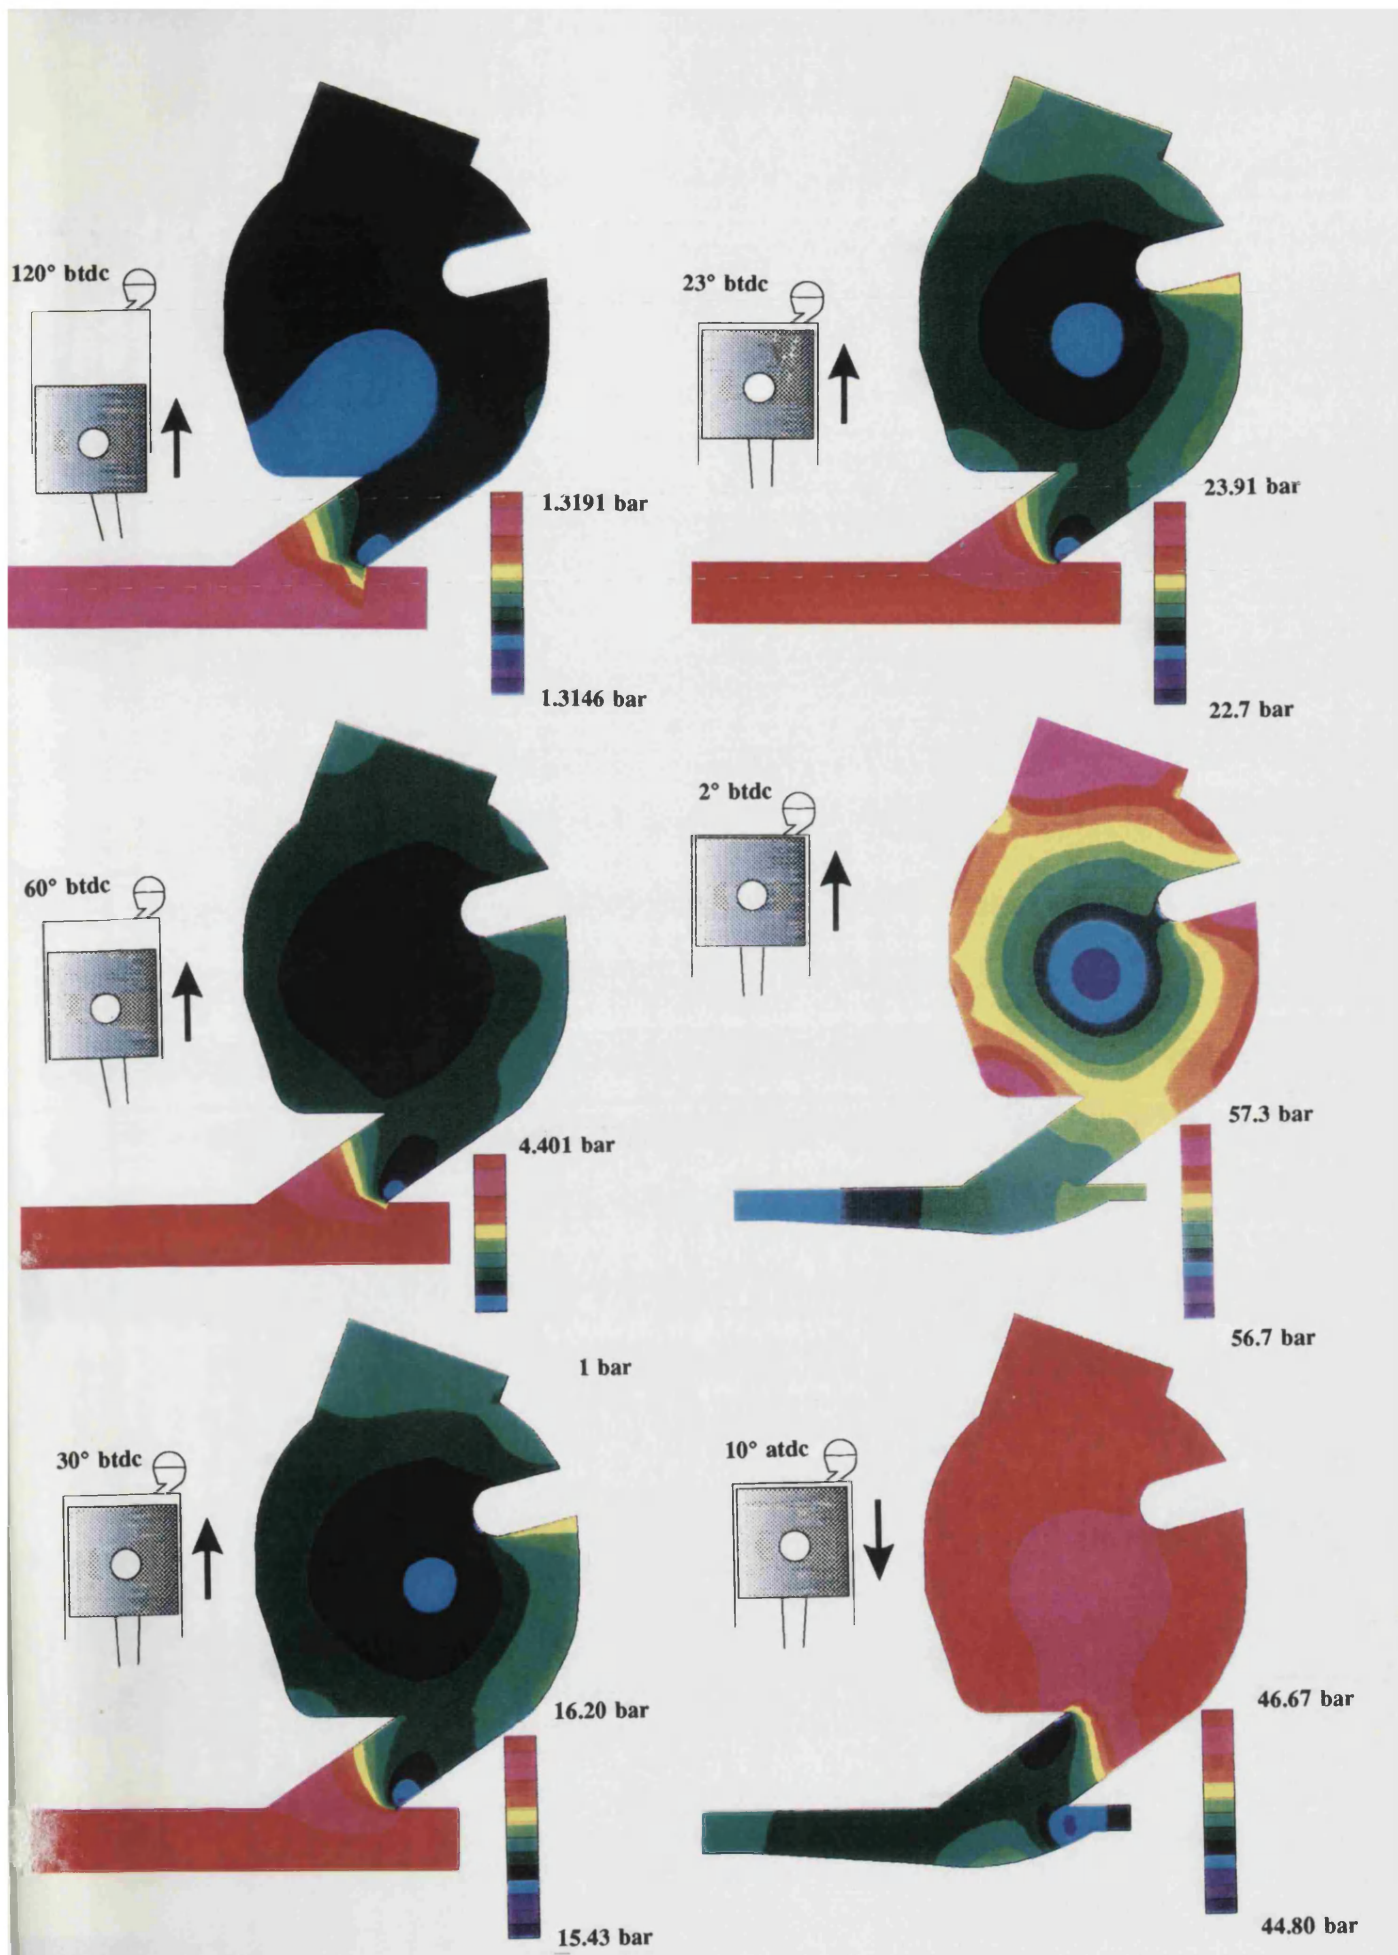 120° btdc
1.3191 bar
1.3146 bar
23° btdc
23.91 bar
22.7 bar
60° btdc
4.401 bar
1 bar
2° btdc
57.3 bar
56.7 bar
30° btdc
16.20 bar
15.43 bar
10° atdc
46.67 bar
44.80 bar